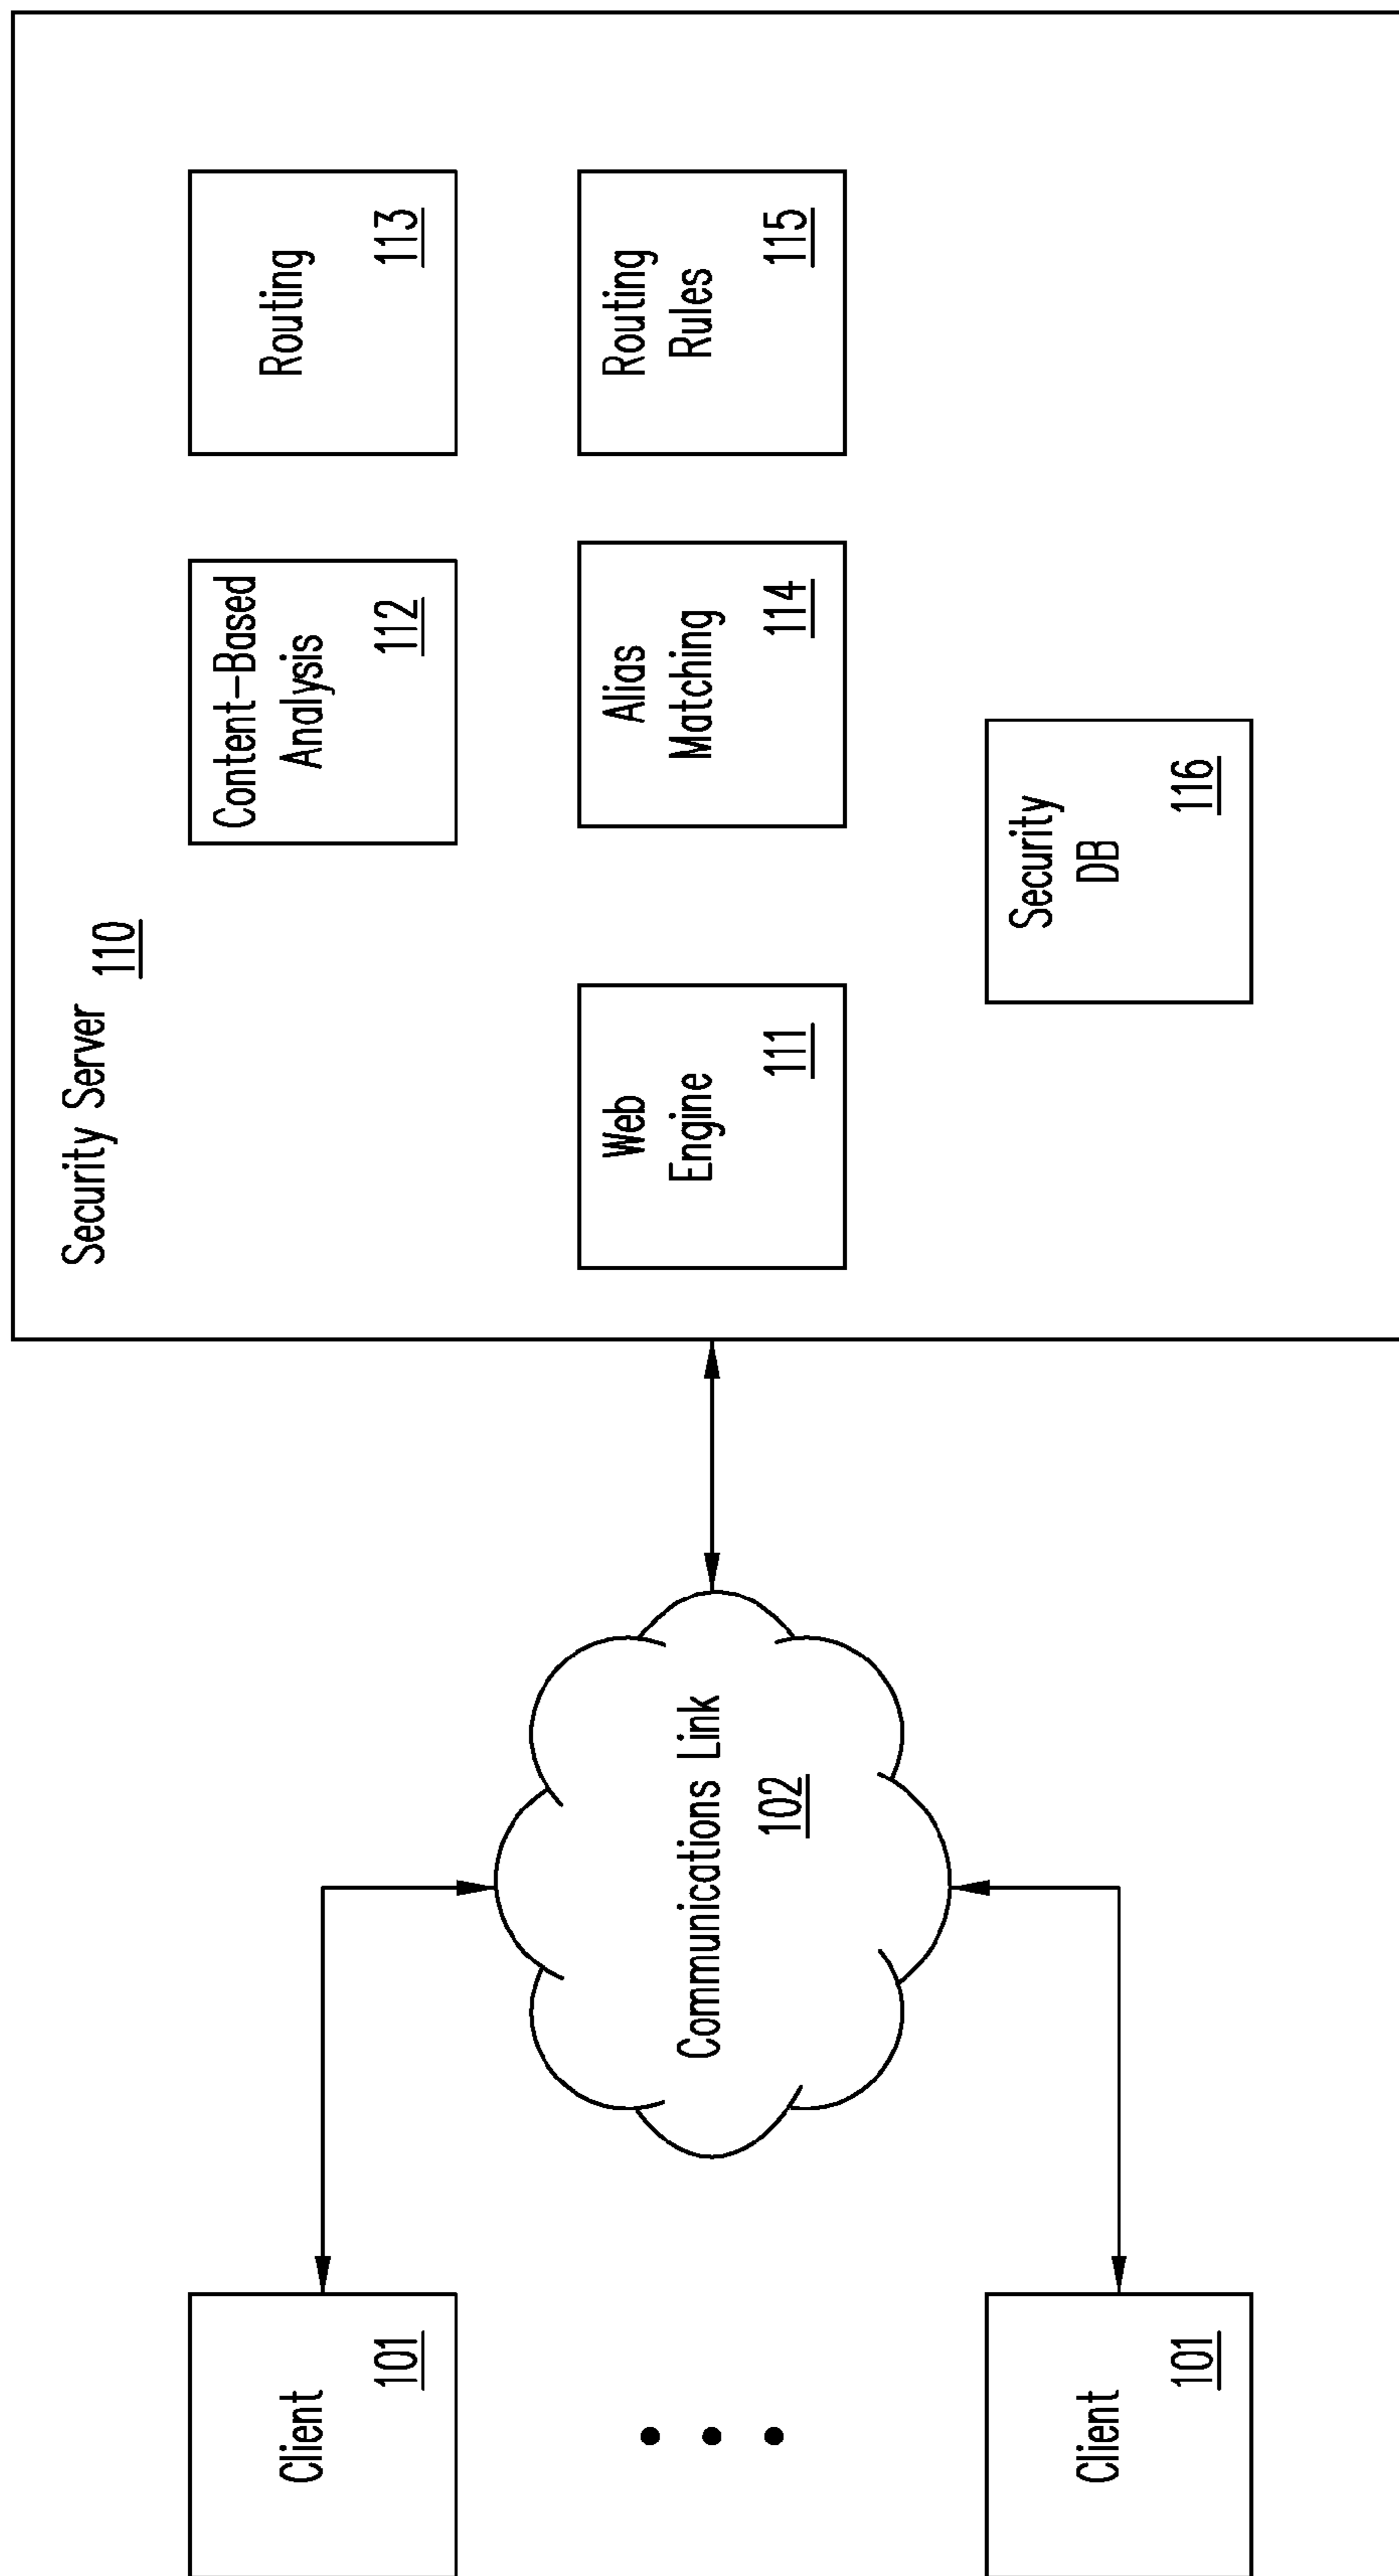 Security Server 110
Content-Based
Analysis
112
Routing
113
Web
Engine
111
Alias
Matching
114
Routing
Rules
115
Security
DB
116
Client
101
Communications Link
102
Client
101